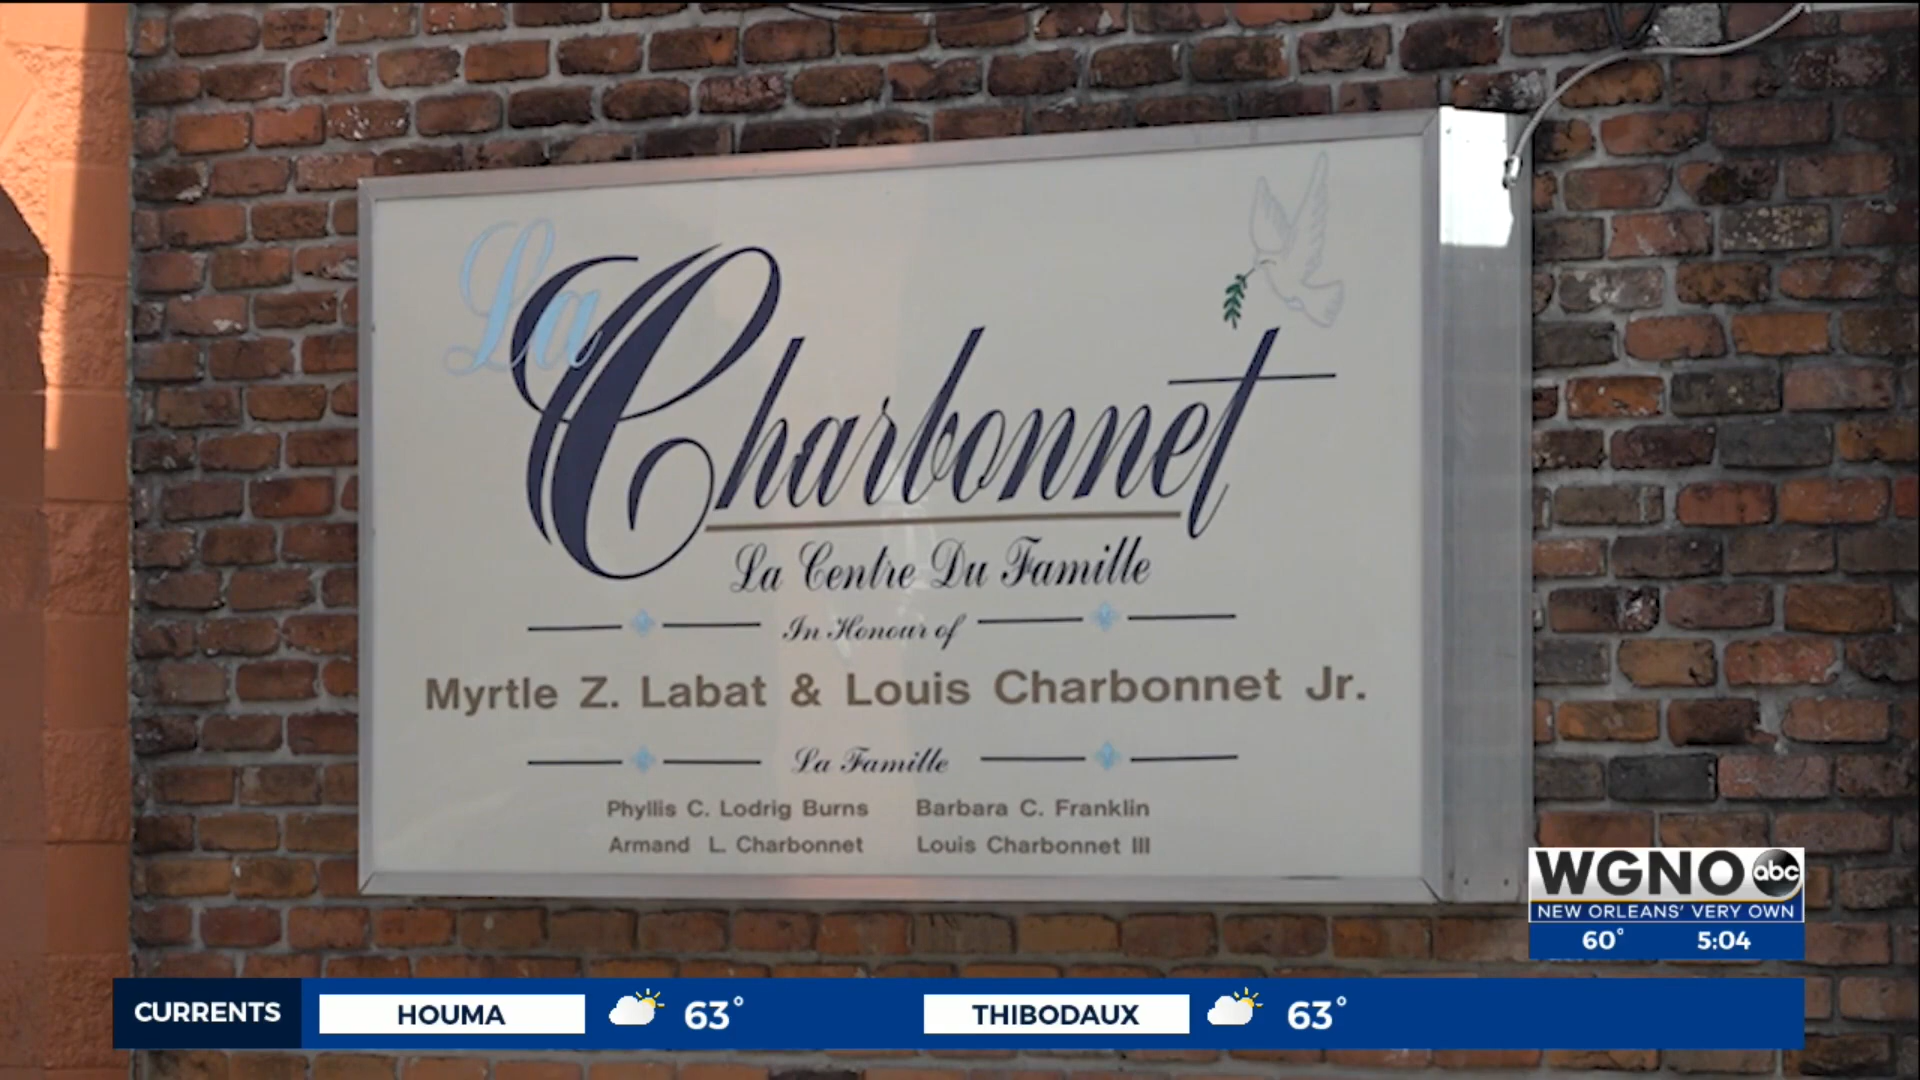 La Charbonnet
La Centre Du Famille
In Honour of
Myrtle Z. Labat & Louis Charbonnet Jr.
La Famille
Phyllis C. Lodrig Burns Barbara C. Franklin
Armand L. Charbonnet Louis Charbonnet III
WGNO abc
NEW ORLEANS' VERY OWN
60° 5:04
CURRENTS HOUMA 63° THIBODAUX 63°